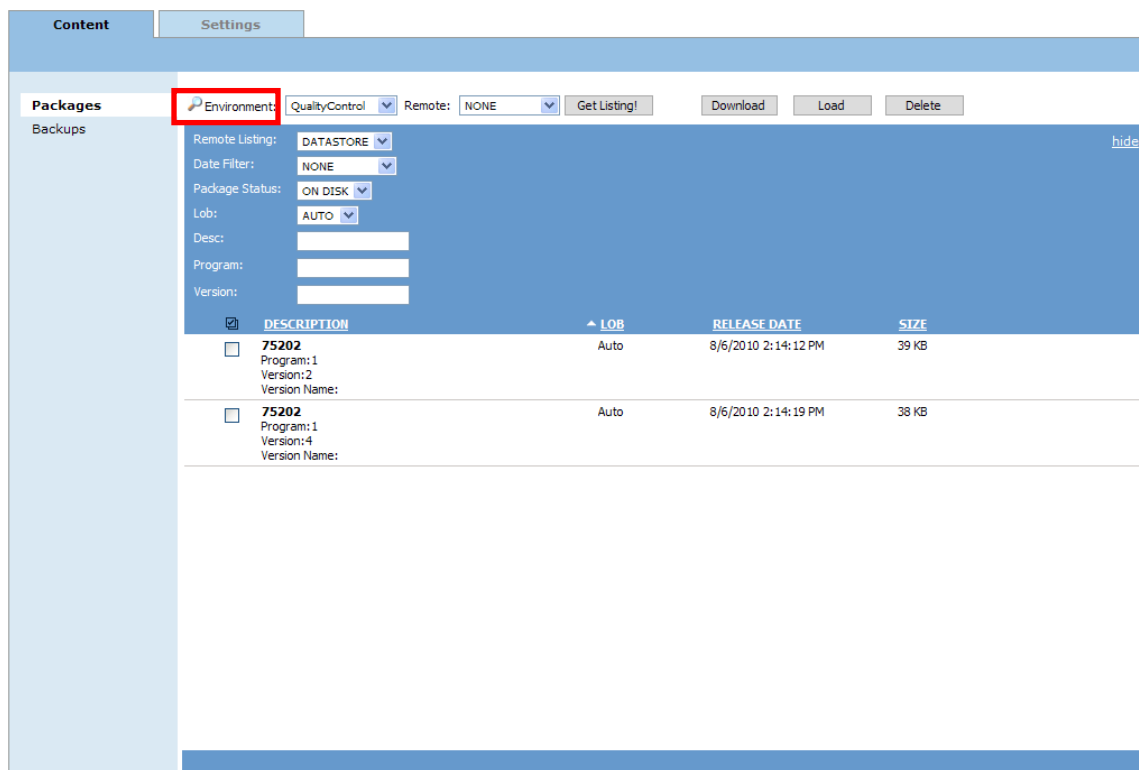 Content Settings
Packages
Backups
Environment: QualityControl Remote: NONE Get Listing! Download Load Delete
Remote Listing: DATASTORE hide
Date Filter: NONE
Package Status: ON DISK
Lob: AUTO
Desc:
Program:
Version:
DESCRIPTION LOB RELEASE DATE SIZE
75202 Auto 8/6/2010 2:14:12 PM 39 KB
Program:1
Version:2
Version Name:
75202 Auto 8/6/2010 2:14:19 PM 38 KB
Program:1
Version:4
Version Name: